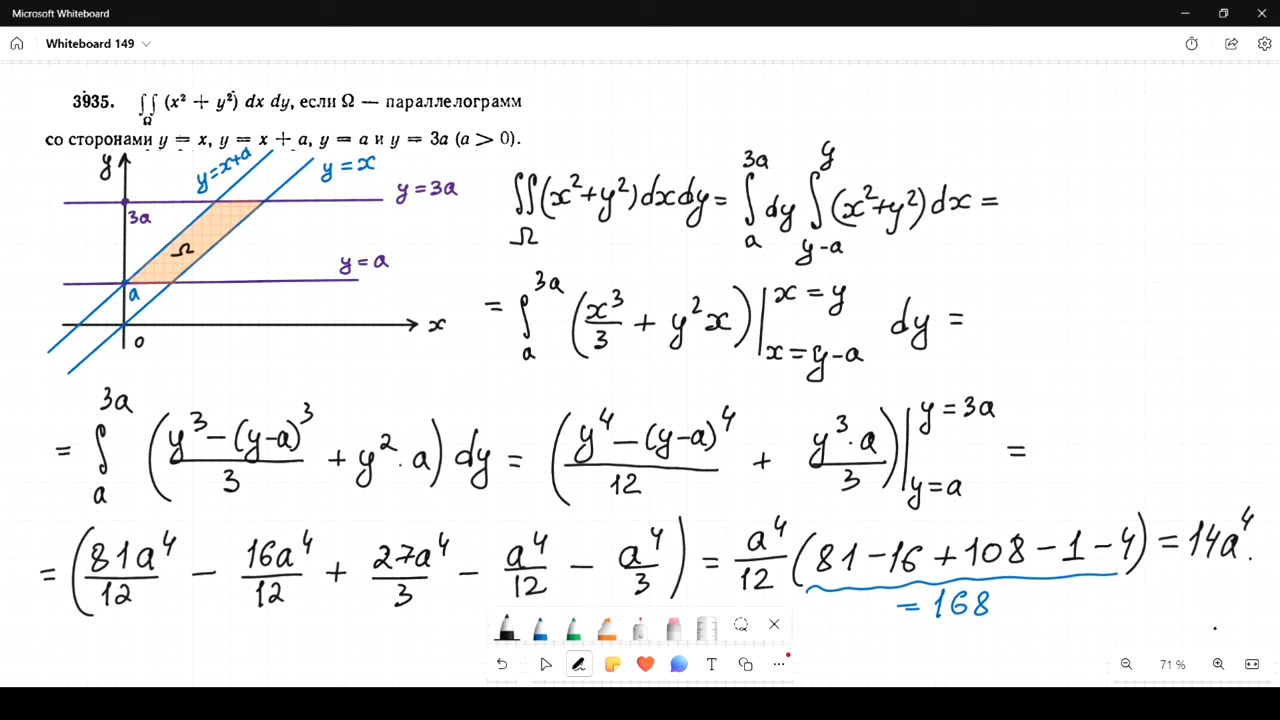 Microsoft Whiteboard
Whiteboard 149
3935. ∫∫ (x² + y²) dx dy, если Ω — параллелограмм
Ω
со сторонами y = x, y = x + a, y = a и y = 3a (a > 0).
y
y=x+a
y=x
y=3a
3a
Ω
y=a
a
x
0
∫∫_Ω (x²+y²)dxdy = ∫_a^{3a} dy ∫_{y-a}^{y} (x²+y²)dx =
= ∫_a^{3a} (x³/3 + y²x) |_{x=y-a}^{x=y} dy =
= ∫_a^{3a} ((y³-(y-a)³)/3 + y²·a) dy = ((y⁴-(y-a)⁴)/12 + y³·a/3) |_{y=a}^{y=3a} =
= (81a⁴/12 - 16a⁴/12 + 27a⁴/3 - a⁴/12 - a⁴/3) = a⁴/12 (81-16+108-1-4) = 14a⁴.
= 168
T
71 %